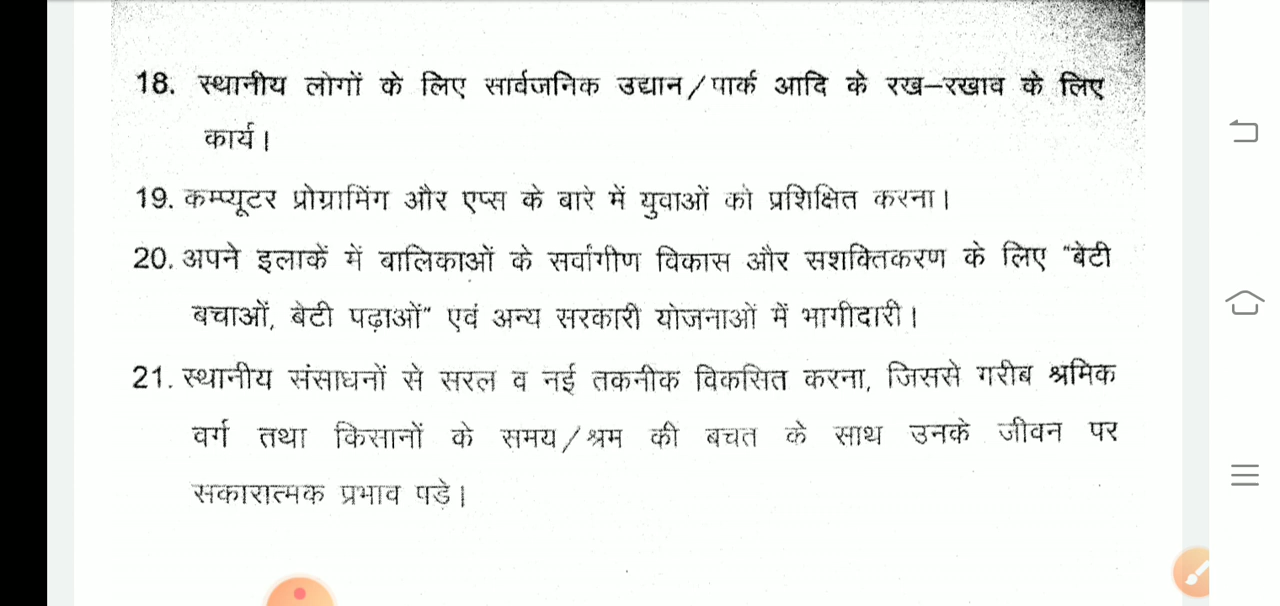 18. स्थानीय लोगों के लिए सार्वजनिक उद्यान/पार्क आदि के रख–रखाव के लिए
कार्य।
19. कम्प्यूटर प्रोग्रामिंग और एप्स के बारे में युवाओं को प्रशिक्षित करना।
20. अपने इलाकें में बालिकाओं के सर्वांगीण विकास और सशक्तिकरण के लिए "बेटी
बचाओं, बेटी पढ़ाओं" एवं अन्य सरकारी योजनाओं में भागीदारी।
21. स्थानीय संसाधनों से सरल व नई तकनीक विकसित करना, जिससे गरीब श्रमिक
वर्ग तथा किसानों के समय/श्रम की बचत के साथ उनके जीवन पर
सकारात्मक प्रभाव पडे।